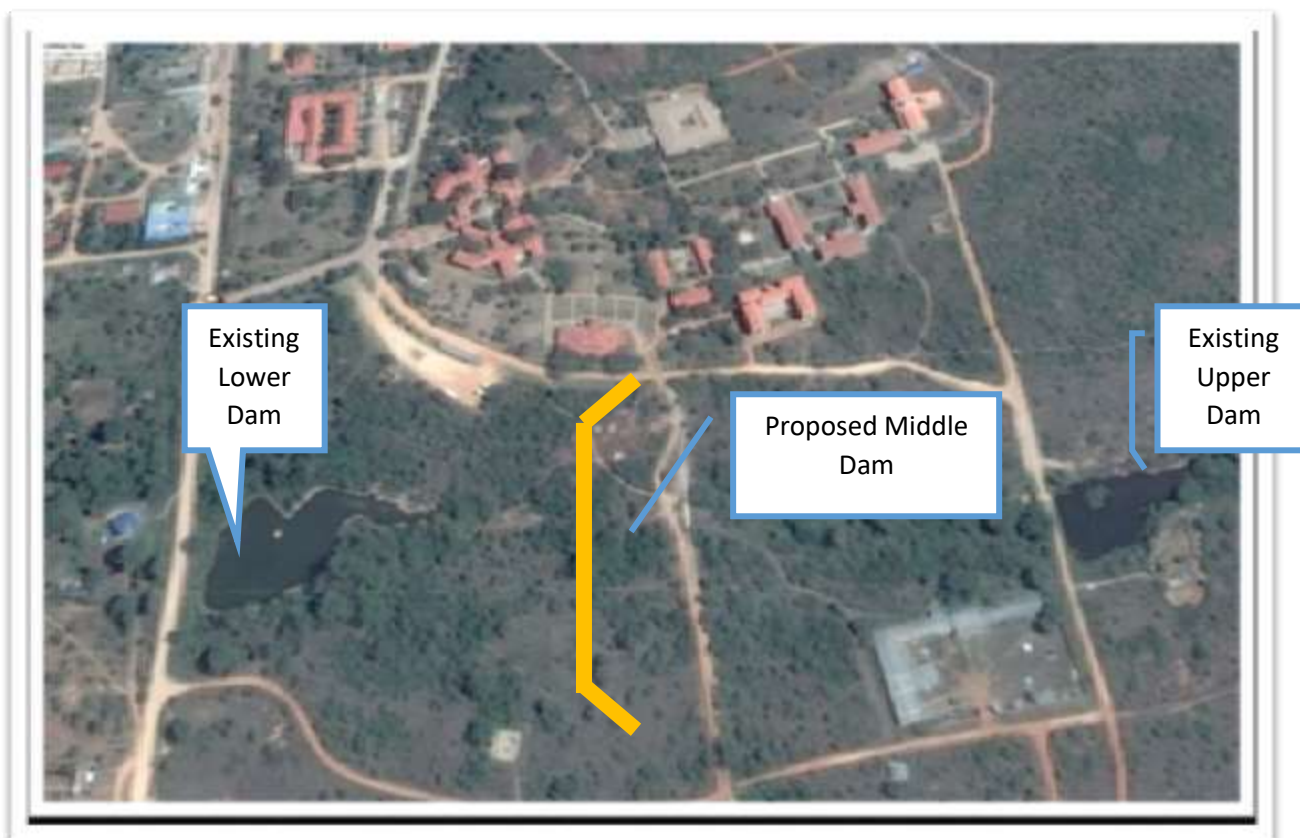 Existing
Lower
Dam
Proposed Middle
Dam
Existing
Upper
Dam